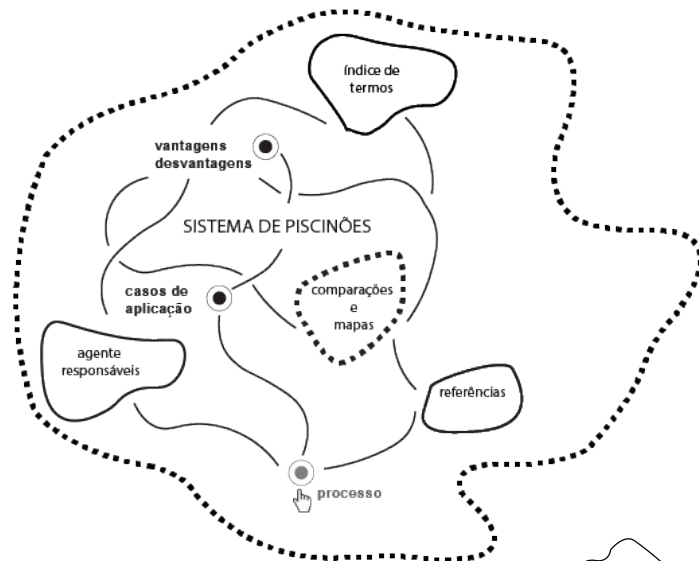 índice de
termos
vantagens
desvantagens
SISTEMA DE PISCINÕES
casos de
aplicação
comparações
e
mapas
agente
responsáveis
referências
processo